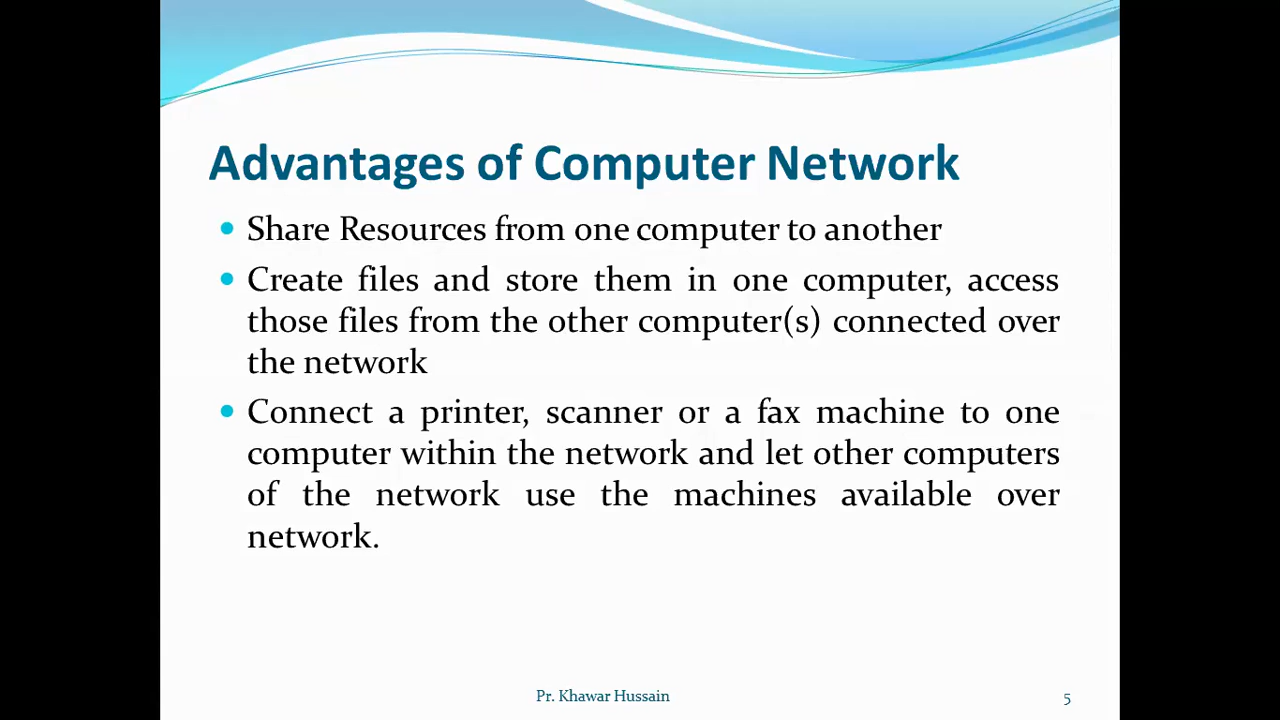 Advantages of Computer Network
• Share Resources from one computer to another
• Create files and store them in one computer, access
those files from the other computer(s) connected over
the network
• Connect a printer, scanner or a fax machine to one
computer within the network and let other computers
of the network use the machines available over
network.
Pr. Khawar Hussain
5